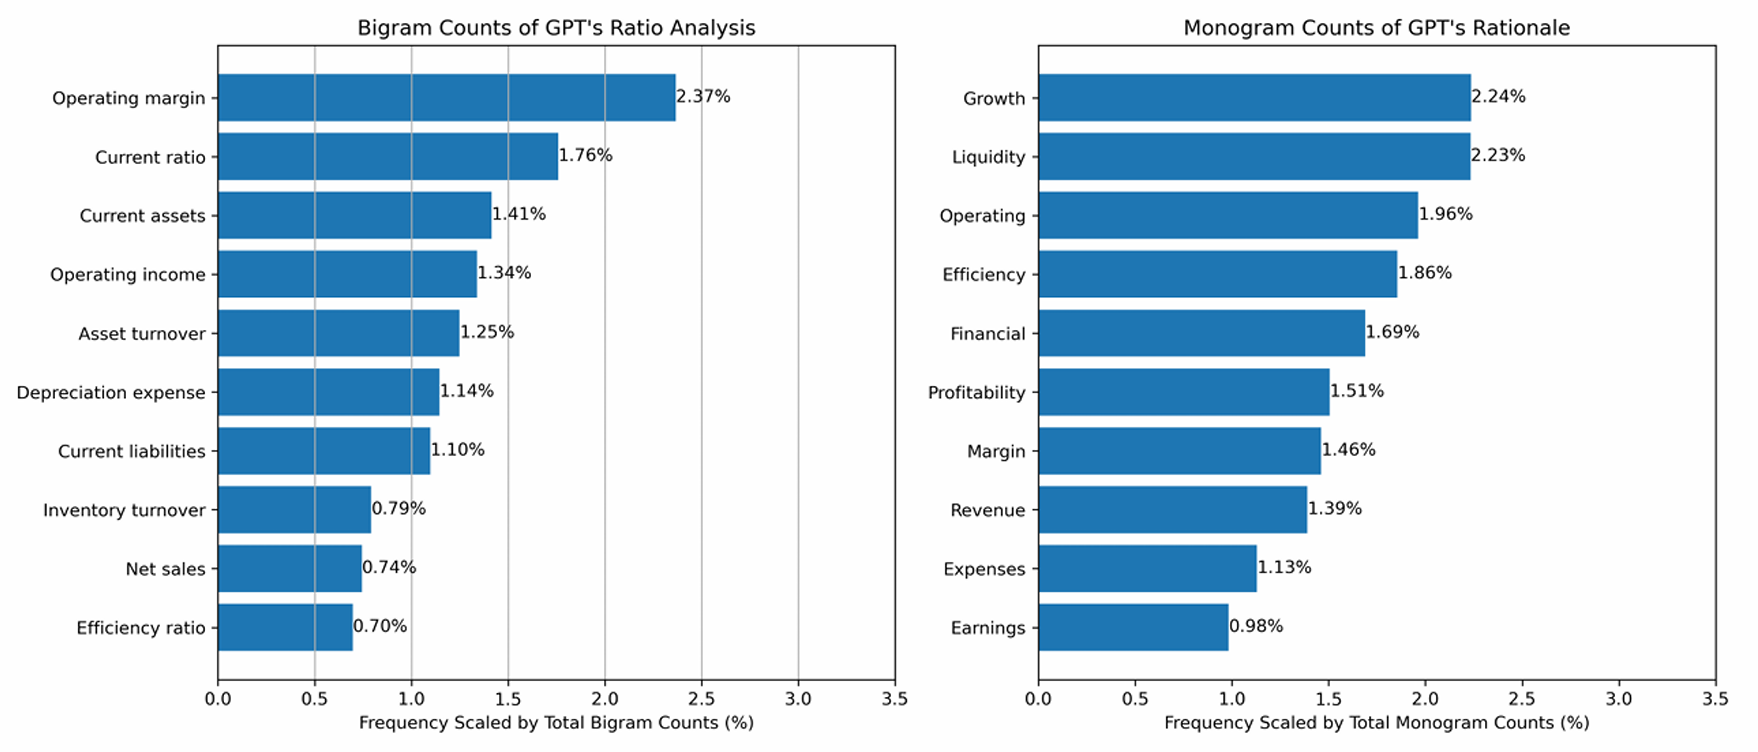 Bigram Counts of GPT's Ratio Analysis
Operating margin 2.37%
Current ratio 1.76%
Current assets 1.41%
Operating income 1.34%
Asset turnover 1.25%
Depreciation expense 1.14%
Current liabilities 1.10%
Inventory turnover 0.79%
Net sales 0.74%
Efficiency ratio 0.70%
0.0 0.5 1.0 1.5 2.0 2.5 3.0 3.5
Frequency Scaled by Total Bigram Counts (%)
Monogram Counts of GPT's Rationale
Growth 2.24%
Liquidity 2.23%
Operating 1.96%
Efficiency 1.86%
Financial 1.69%
Profitability 1.51%
Margin 1.46%
Revenue 1.39%
Expenses 1.13%
Earnings 0.98%
0.0 0.5 1.0 1.5 2.0 2.5 3.0 3.5
Frequency Scaled by Total Monogram Counts (%)